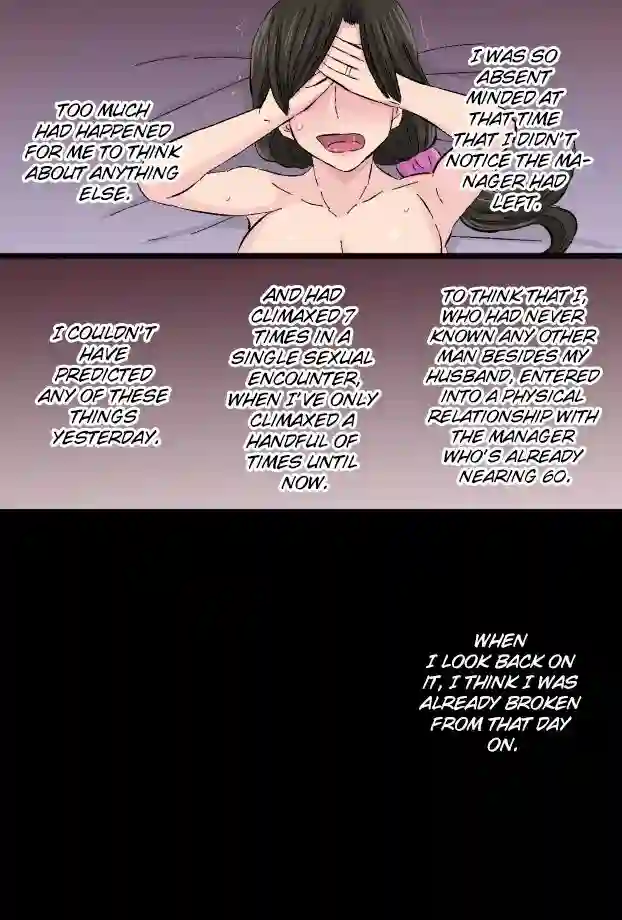 I WAS SO
ABSENT
MINDED AT
THAT TIME
THAT I DIDN'T
NOTICE THE MA-
NAGER HAD
LEFT.
TOO MUCH
HAD HAPPENED
FOR ME TO THINK
ABOUT ANYTHING
ELSE.
TO THINK THAT I,
WHO HAD NEVER
KNOWN ANY OTHER
MAN BESIDES MY
HUSBAND, ENTERED
INTO A PHYSICAL
RELATIONSHIP WITH
THE MANAGER
WHO'S ALREADY
NEARING 60.
AND HAD
CLIMAXED 7
TIMES IN A
SINGLE SEXUAL
ENCOUNTER,
WHEN I'VE ONLY
CLIMAXED A
HANDFUL OF
TIMES UNTIL
NOW.
I COULDN'T
HAVE
PREDICTED
ANY OF THESE
THINGS
YESTERDAY.
WHEN
I LOOK BACK ON
IT, I THINK I WAS
ALREADY BROKEN
FROM THAT DAY
ON.